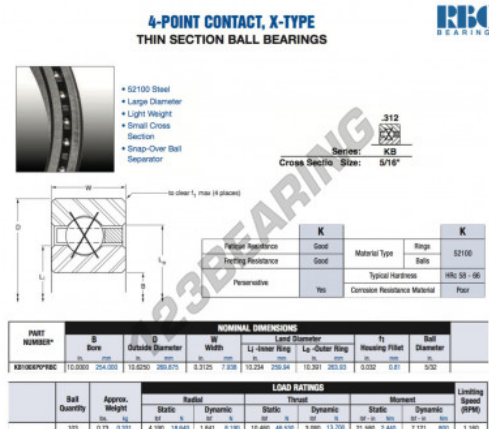 4-POINT CONTACT, X-TYPE
THIN SECTION BALL BEARINGS
RBC
BEARING
• 52100 Steel
• Large Diameter
• Light Weight
• Small Cross
Section
• Snap-Over Ball
Separator
.312
Series: KB
Cross Sectio Size: 5/16"
W
to clear f1 max (4 places)
D
B
123BEARING
K K
Fatigue Resistance Good Material Type Rings 52100
Fretting Resistance Good Balls
Perservative Yes Typical Hardness HRc 58 - 66
Corrosion Resistance Material Poor
PART NUMBER* NOMINAL DIMENSIONS
B Bore D Outside Diameter W Width Land Diameter f1 Housing Fillet Ball Diameter
Li -Inner Ring Lo -Outer Ring
in. mm in. mm in. mm in. mm in. mm in. mm in.
KB100XP0*RBC 10.0000 254.000 10.6250 269.875 0.3125 7.938 10.234 259.94 10.391 263.93 0.032 0.81 5/32
Ball Quantity Approx. Weight LOAD RATINGS Limiting Speed (RPM)
Radial Thrust Moment
Static Dynamic Static Dynamic Static Dynamic